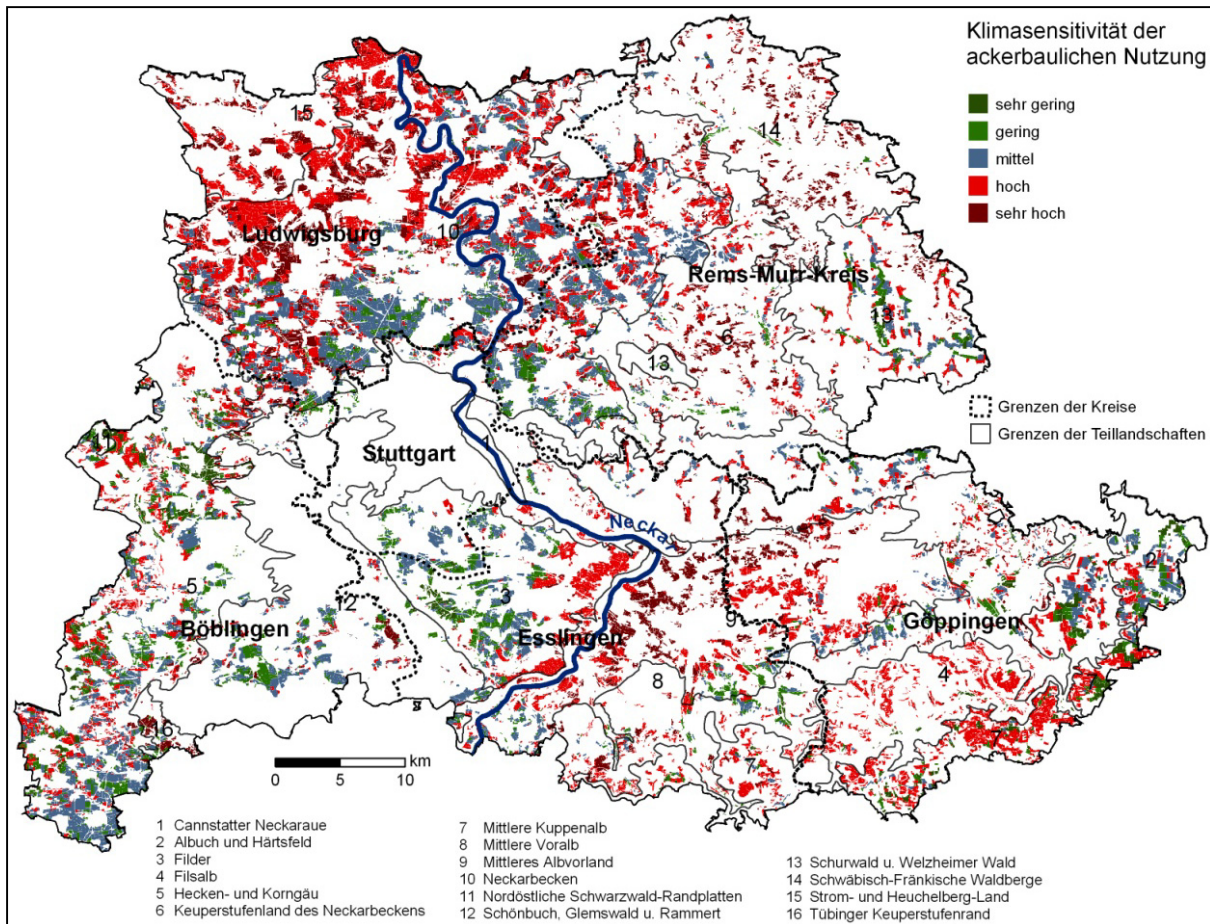 Klimasensitivität der
ackerbaulichen Nutzung
sehr gering
gering
mittel
hoch
sehr hoch
15
14
Ludwigsburg
10
Rems-Murr-Kreis
13
6
13
Grenzen der Kreise
Grenzen der Teillandschaften
11
Stuttgart
1
13
Neckar
2
5
12
3
9
Böblingen
Esslingen
Göppingen
8
4
16
7
7
km
0 5 10
1 Cannstatter Neckaraue
2 Albuch und Härtsfeld
3 Filder
4 Filsalb
5 Hecken- und Korngäu
6 Keuperstufenland des Neckarbeckens
7 Mittlere Kuppenalb
8 Mittlere Voralb
9 Mittleres Albvorland
10 Neckarbecken
11 Nordöstliche Schwarzwald-Randplatten
12 Schönbuch, Glemswald u. Rammert
13 Schurwald u. Welzheimer Wald
14 Schwäbisch-Fränkische Waldberge
15 Strom- und Heuchelberg-Land
16 Tübinger Keuperstufenrand